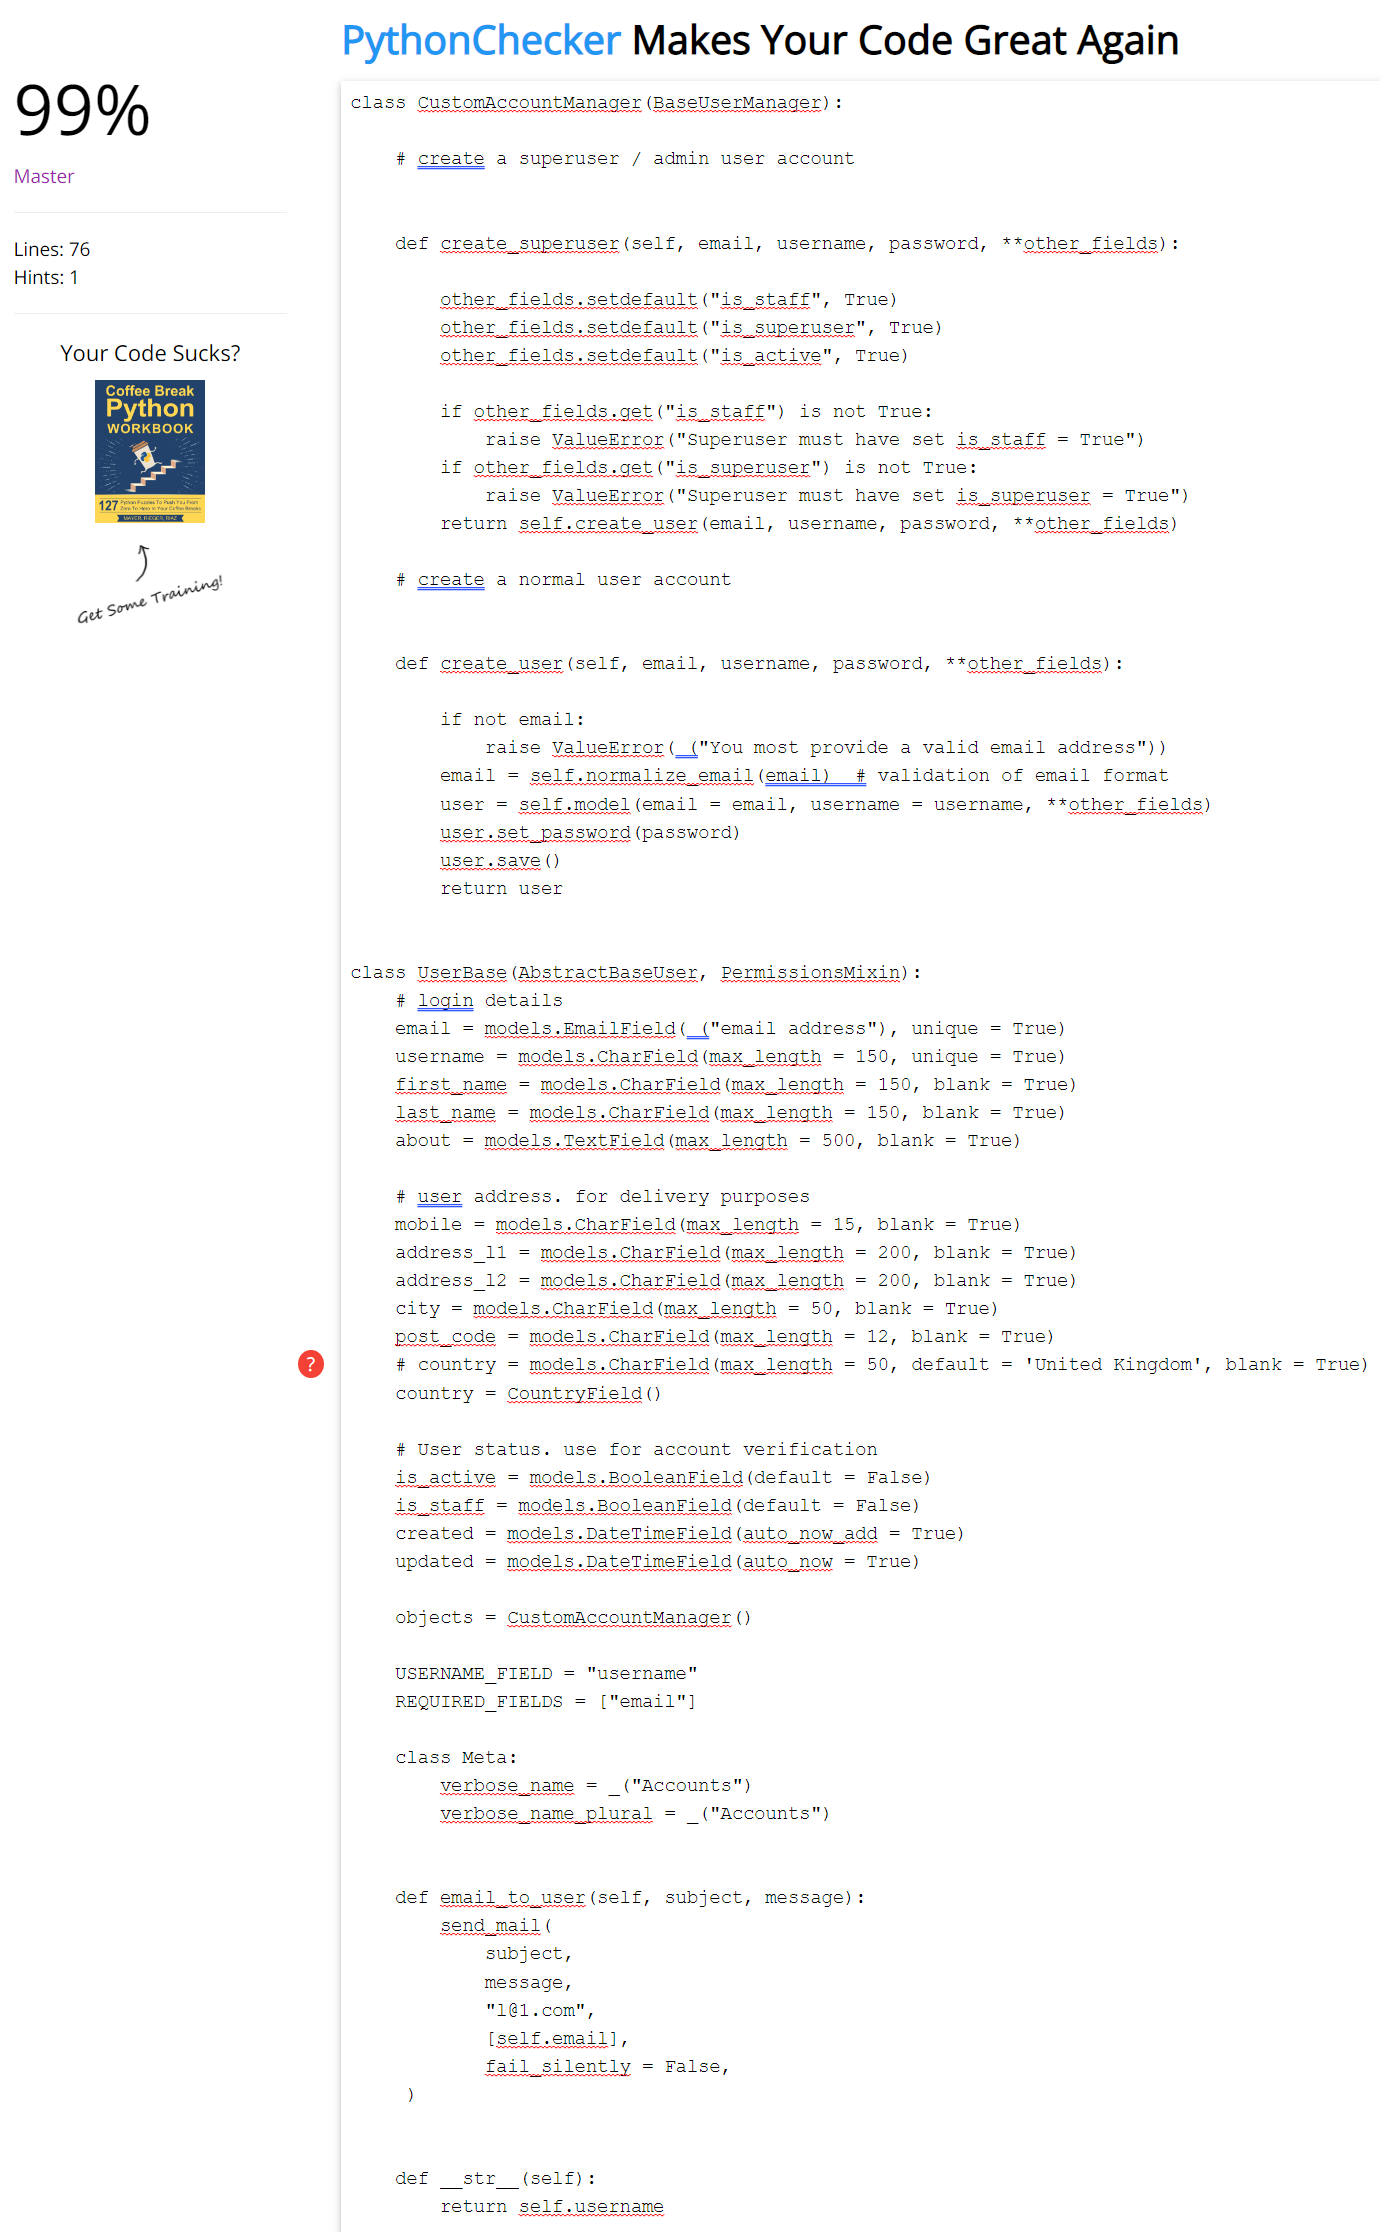 PythonChecker Makes Your Code Great Again
99%
Master
Lines: 76
Hints: 1
Your Code Sucks?
Coffee Break
Python
WORKBOOK
127 Python Puzzles To Push You From
Zero To Hero In Your Coffee Breaks
MAYER, RIEGER, RIAZ
Get Some Training!
class CustomAccountManager(BaseUserManager):
# create a superuser / admin user account
def create_superuser(self, email, username, password, **other_fields):
other_fields.setdefault("is_staff", True)
other_fields.setdefault("is_superuser", True)
other_fields.setdefault("is_active", True)
if other_fields.get("is_staff") is not True:
raise ValueError("Superuser must have set is_staff = True")
if other_fields.get("is_superuser") is not True:
raise ValueError("Superuser must have set is_superuser = True")
return self.create_user(email, username, password, **other_fields)
# create a normal user account
def create_user(self, email, username, password, **other_fields):
if not email:
raise ValueError(_("You most provide a valid email address"))
email = self.normalize_email(email)  # validation of email format
user = self.model(email = email, username = username, **other_fields)
user.set_password(password)
user.save()
return user
class UserBase(AbstractBaseUser, PermissionsMixin):
# login details
email = models.EmailField(_("email address"), unique = True)
username = models.CharField(max_length = 150, unique = True)
first_name = models.CharField(max_length = 150, blank = True)
last_name = models.CharField(max_length = 150, blank = True)
about = models.TextField(max_length = 500, blank = True)
# user address. for delivery purposes
mobile = models.CharField(max_length = 15, blank = True)
address_l1 = models.CharField(max_length = 200, blank = True)
address_l2 = models.CharField(max_length = 200, blank = True)
city = models.CharField(max_length = 50, blank = True)
post_code = models.CharField(max_length = 12, blank = True)
? # country = models.CharField(max_length = 50, default = 'United Kingdom', blank = True)
country = CountryField()
# User status. use for account verification
is_active = models.BooleanField(default = False)
is_staff = models.BooleanField(default = False)
created = models.DateTimeField(auto_now_add = True)
updated = models.DateTimeField(auto_now = True)
objects = CustomAccountManager()
USERNAME_FIELD = "username"
REQUIRED_FIELDS = ["email"]
class Meta:
verbose_name = _("Accounts")
verbose_name_plural = _("Accounts")
def email_to_user(self, subject, message):
send_mail(
subject,
message,
"l@1.com",
[self.email],
fail_silently = False,
)
def __str__(self):
return self.username